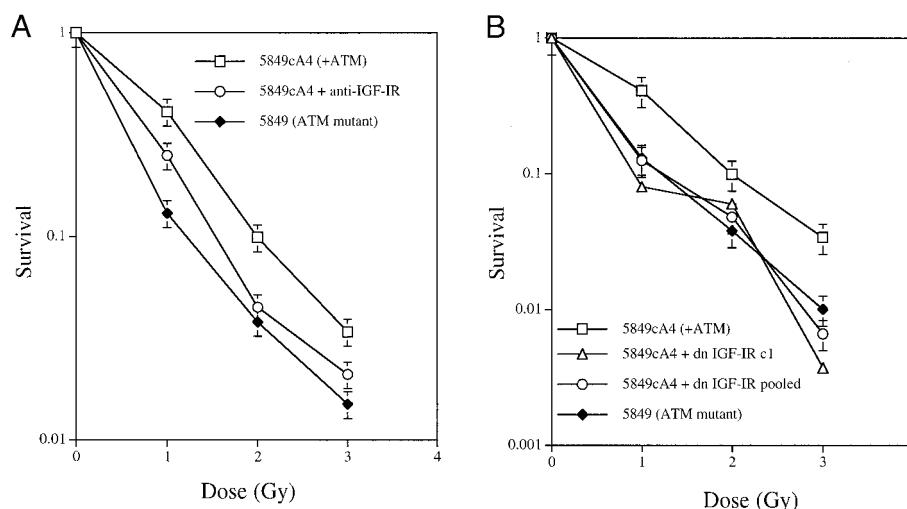 A
1
0.1
0.01
Survival
0
1
2
3
4
Dose (Gy)
5849cA4 (+ATM)
5849cA4 + anti-IGF-IR
5849 (ATM mutant)
B
1
0.1
0.01
0.001
Survival
0
1
2
3
Dose (Gy)
5849cA4 (+ATM)
5849cA4 + dn IGF-IR c1
5849cA4 + dn IGF-IR pooled
5849 (ATM mutant)